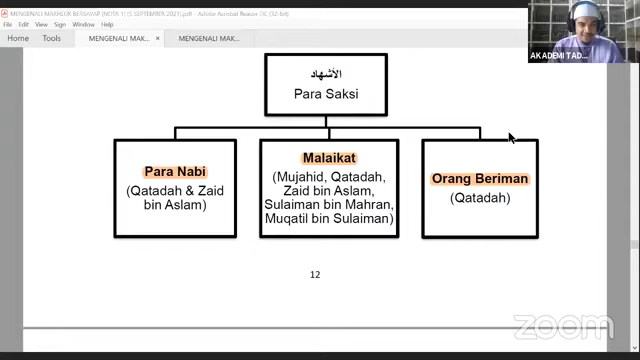 MENGENALI MAKHLUK BERSAYAP (NOTA 1) (5 SEPTEMBER 2021).pdf - Adobe Acrobat Reader DC (32-bit)
File Edit View Sign Window Help
Home Tools MENGENALI MAK... × MENGENALI MAK...
AKADEMI TAD...
الأشهاد
Para Saksi
Para Nabi
(Qatadah & Zaid
bin Aslam)
Malaikat
(Mujahid, Qatadah,
Zaid bin Aslam,
Sulaiman bin Mahran,
Muqatil bin Sulaiman)
Orang Beriman
(Qatadah)
12
zoom